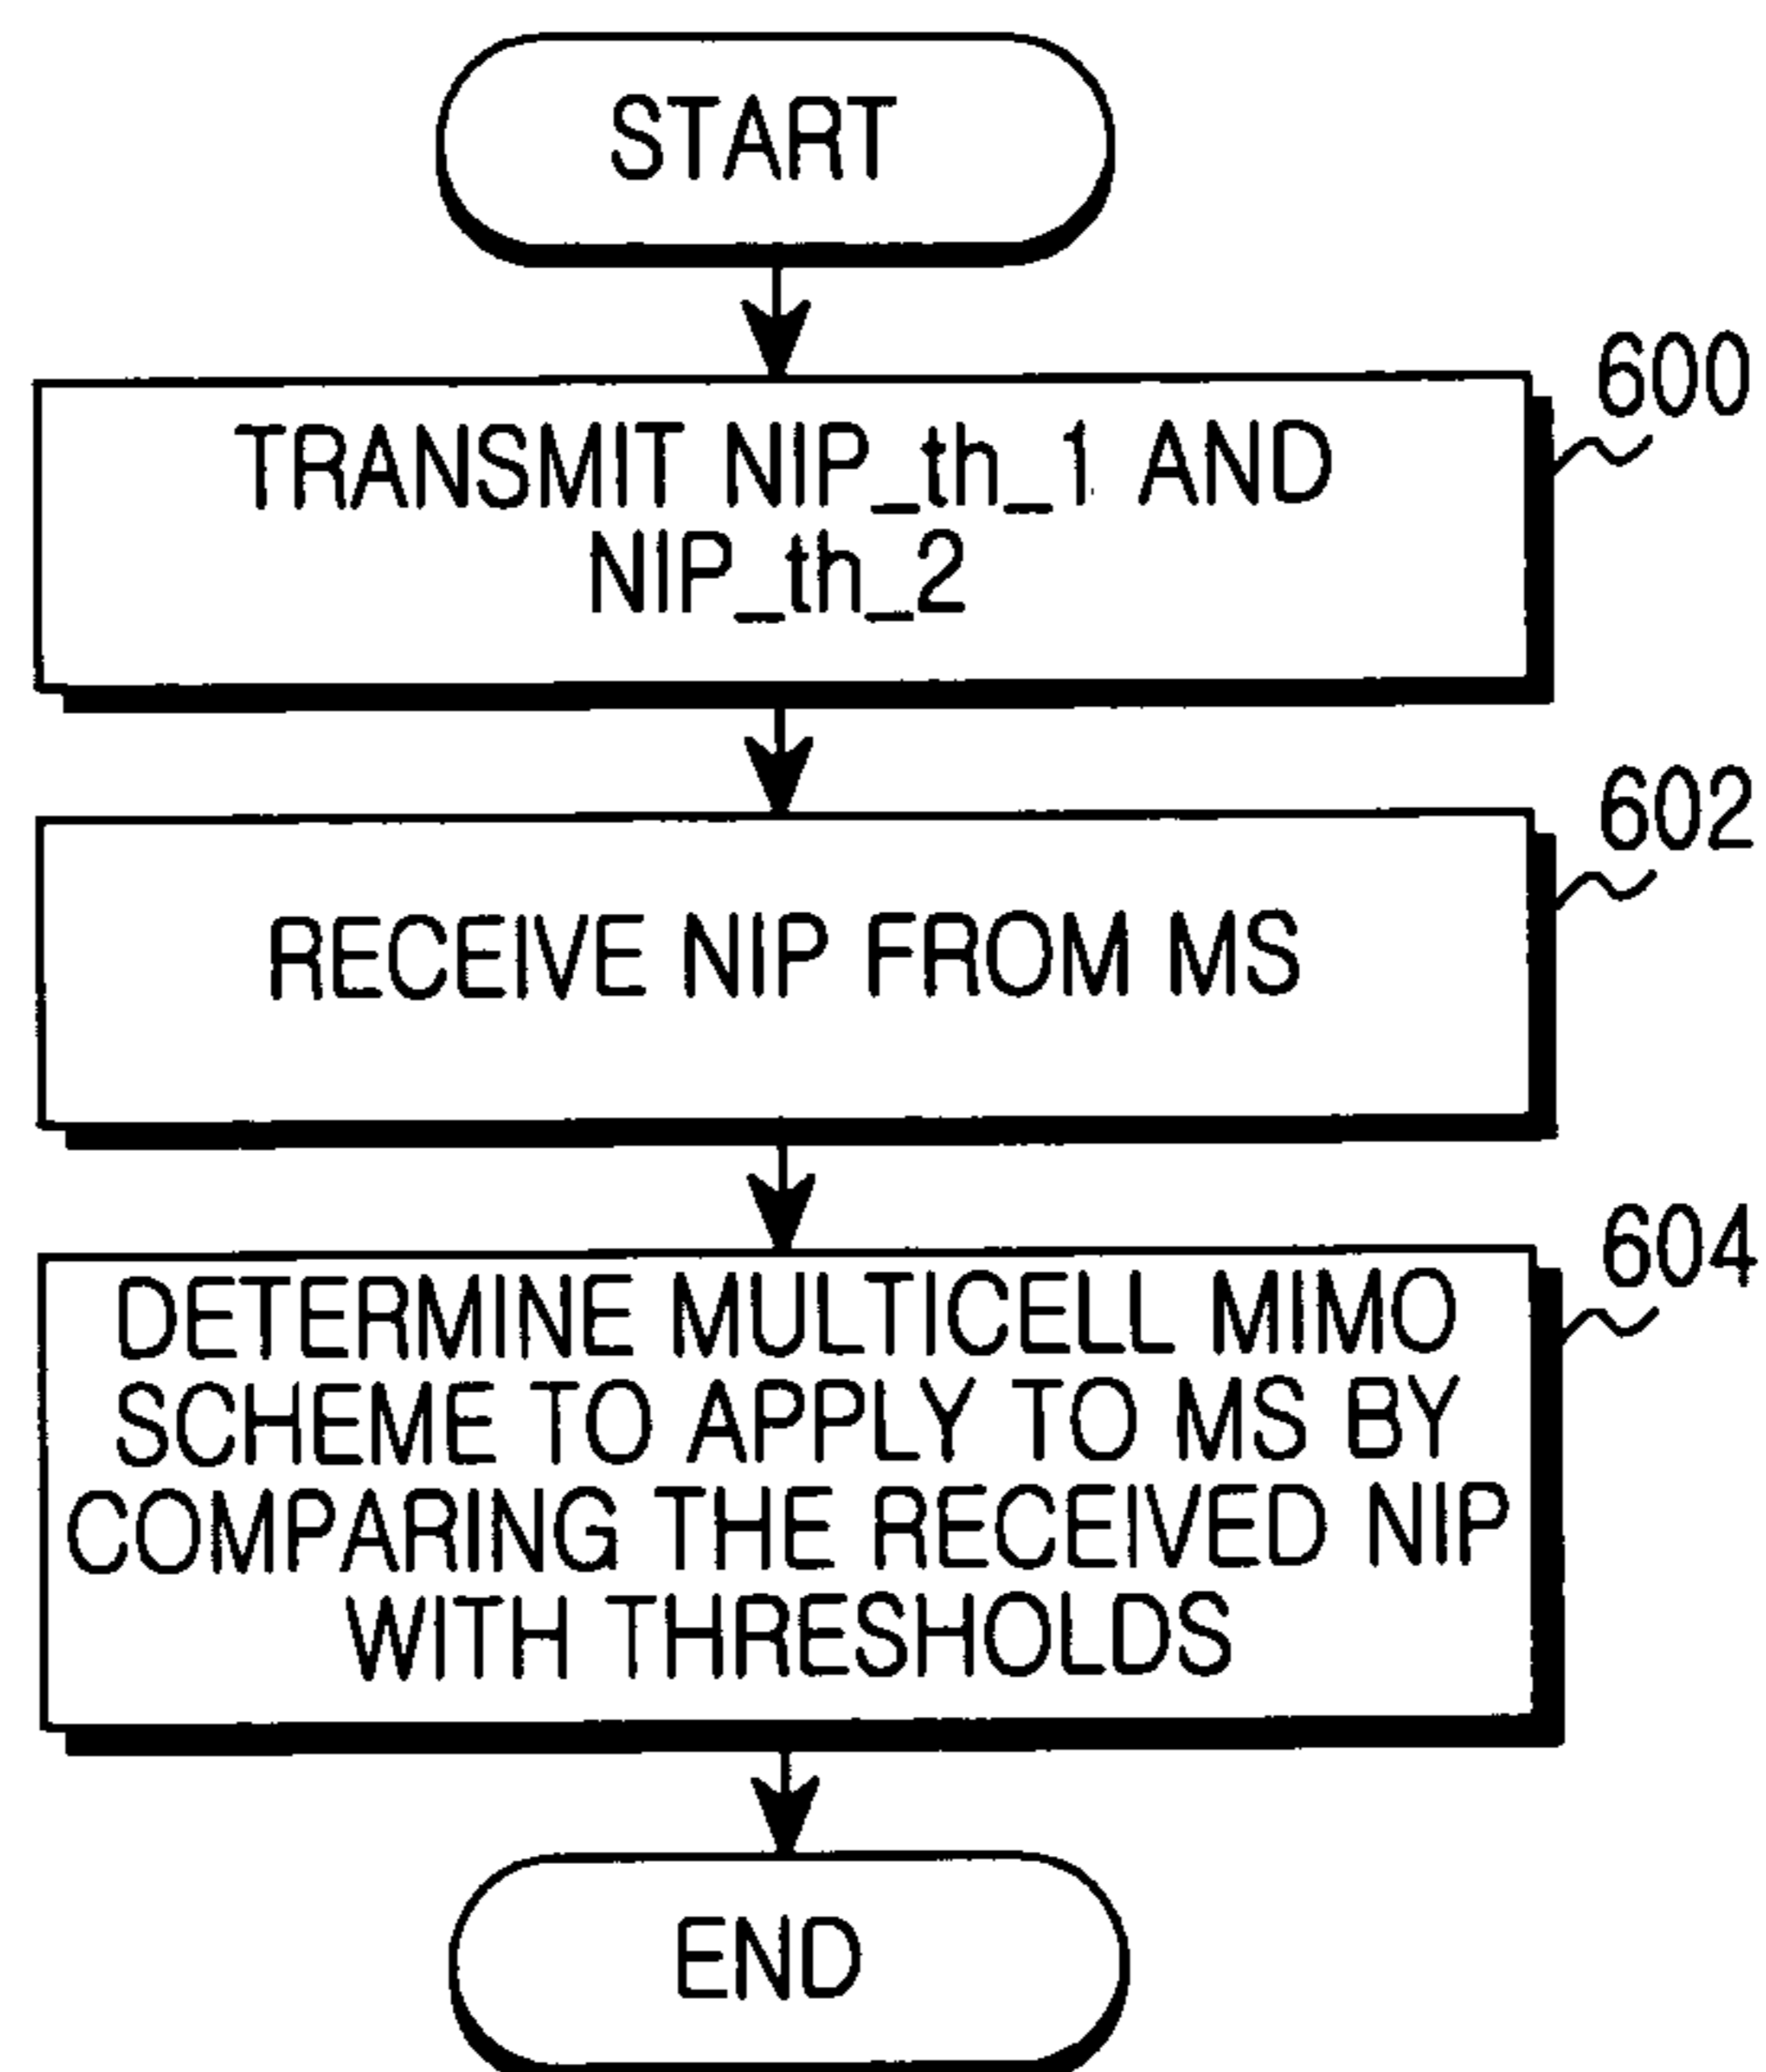 START
600
TRANSMIT NIP_th_1 AND
NIP_th_2
602
RECEIVE NIP FROM MS
604
DETERMINE MULTICELL MIMO
SCHEME TO APPLY TO MS BY
COMPARING THE RECEIVED NIP
WITH THRESHOLDS
END